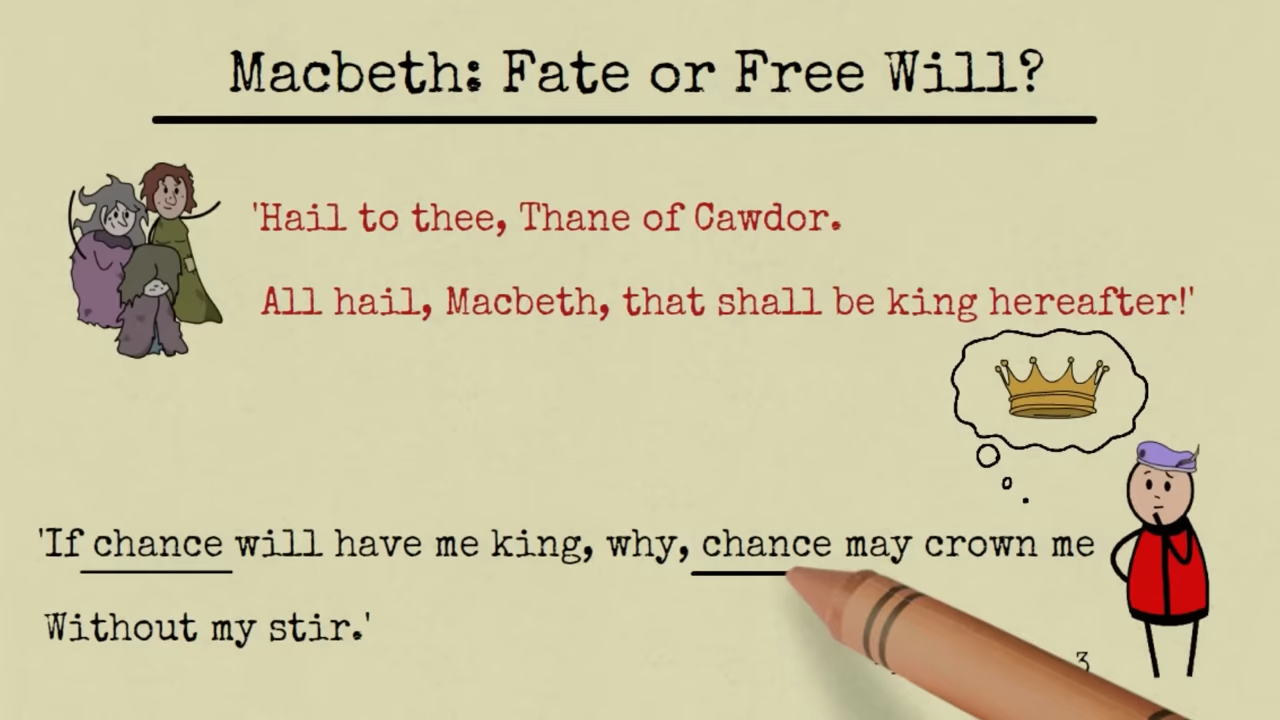 Macbeth: Fate or Free Will?
'Hail to thee, Thane of Cawdor.
All hail, Macbeth, that shall be king hereafter!'
'If chance will have me king, why, chance may crown me
Without my stir.'
3